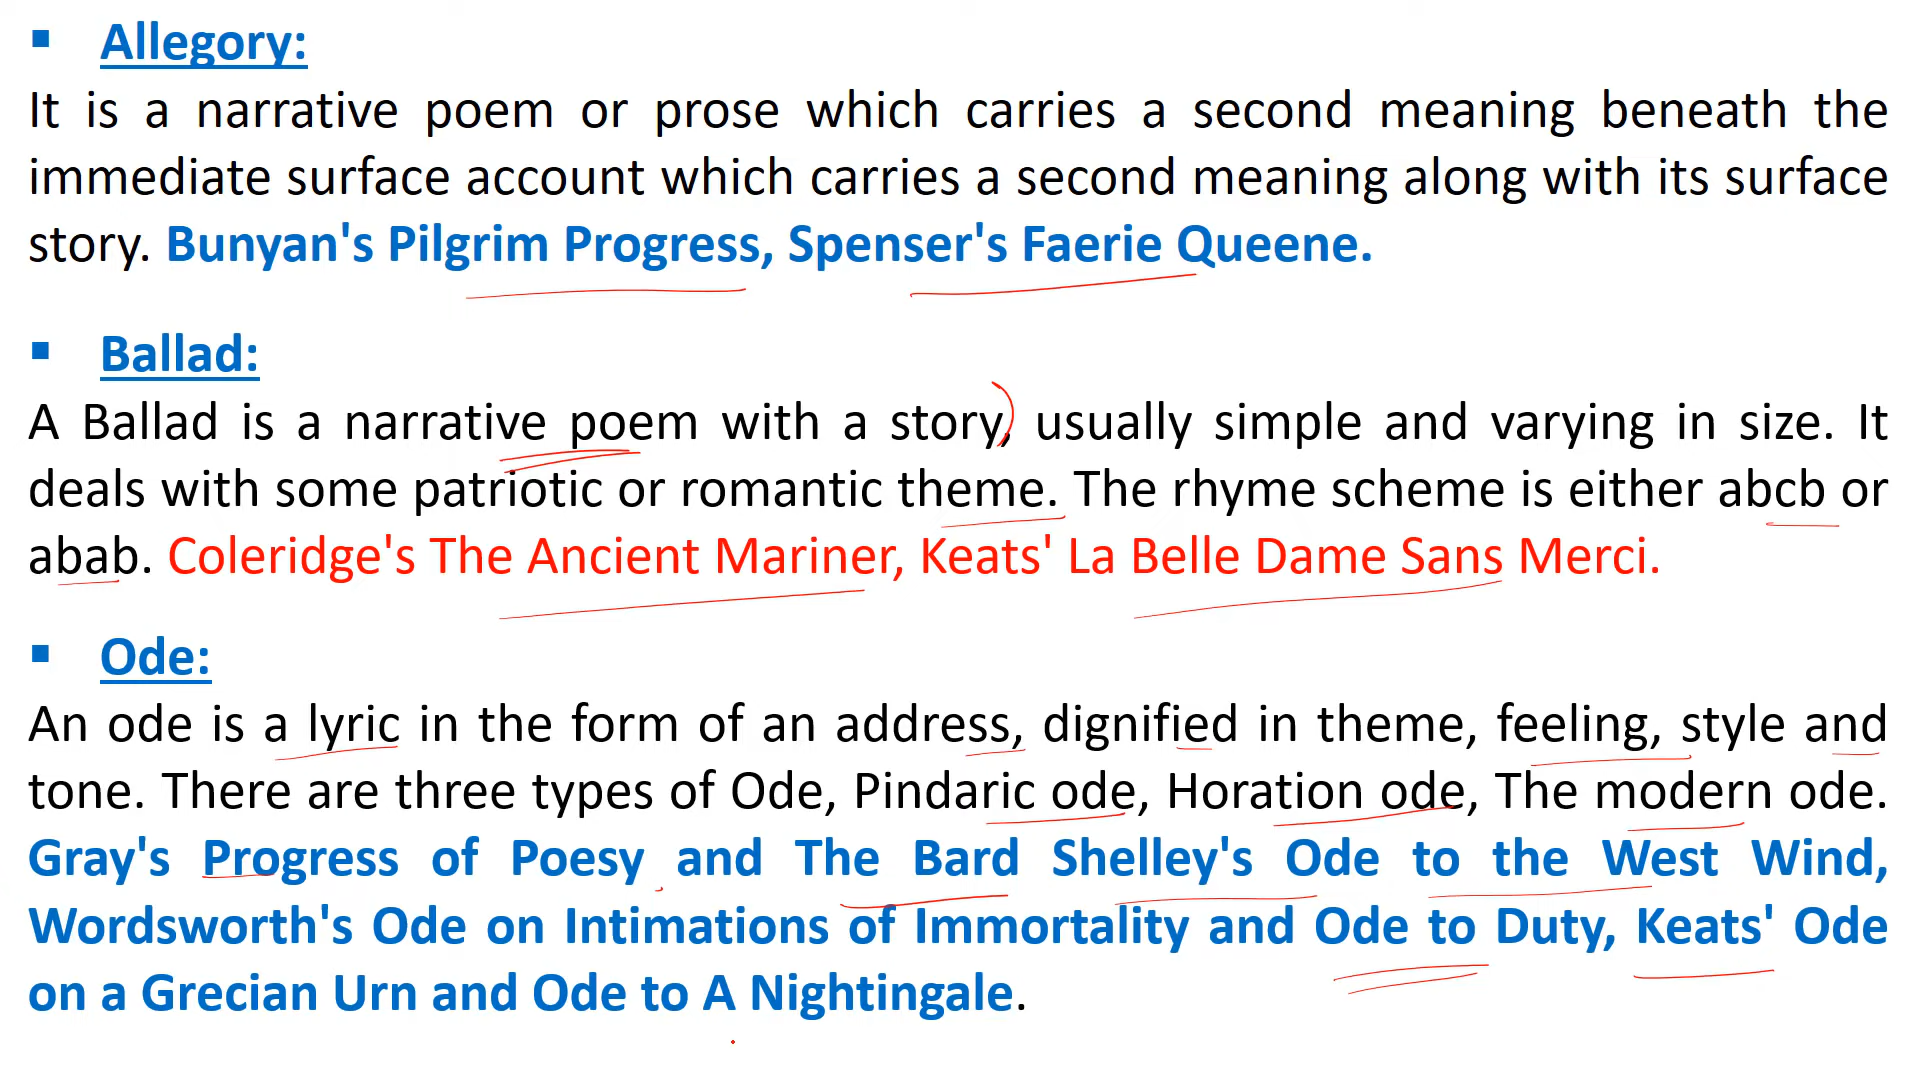 ▪ Allegory:
It is a narrative poem or prose which carries a second meaning beneath the
immediate surface account which carries a second meaning along with its surface
story. Bunyan's Pilgrim Progress, Spenser's Faerie Queene.
▪ Ballad:
A Ballad is a narrative poem with a story, usually simple and varying in size. It
deals with some patriotic or romantic theme. The rhyme scheme is either abcb or
abab. Coleridge's The Ancient Mariner, Keats' La Belle Dame Sans Merci.
▪ Ode:
An ode is a lyric in the form of an address, dignified in theme, feeling, style and
tone. There are three types of Ode, Pindaric ode, Horation ode, The modern ode.
Gray's Progress of Poesy and The Bard Shelley's Ode to the West Wind,
Wordsworth's Ode on Intimations of Immortality and Ode to Duty, Keats' Ode
on a Grecian Urn and Ode to A Nightingale.